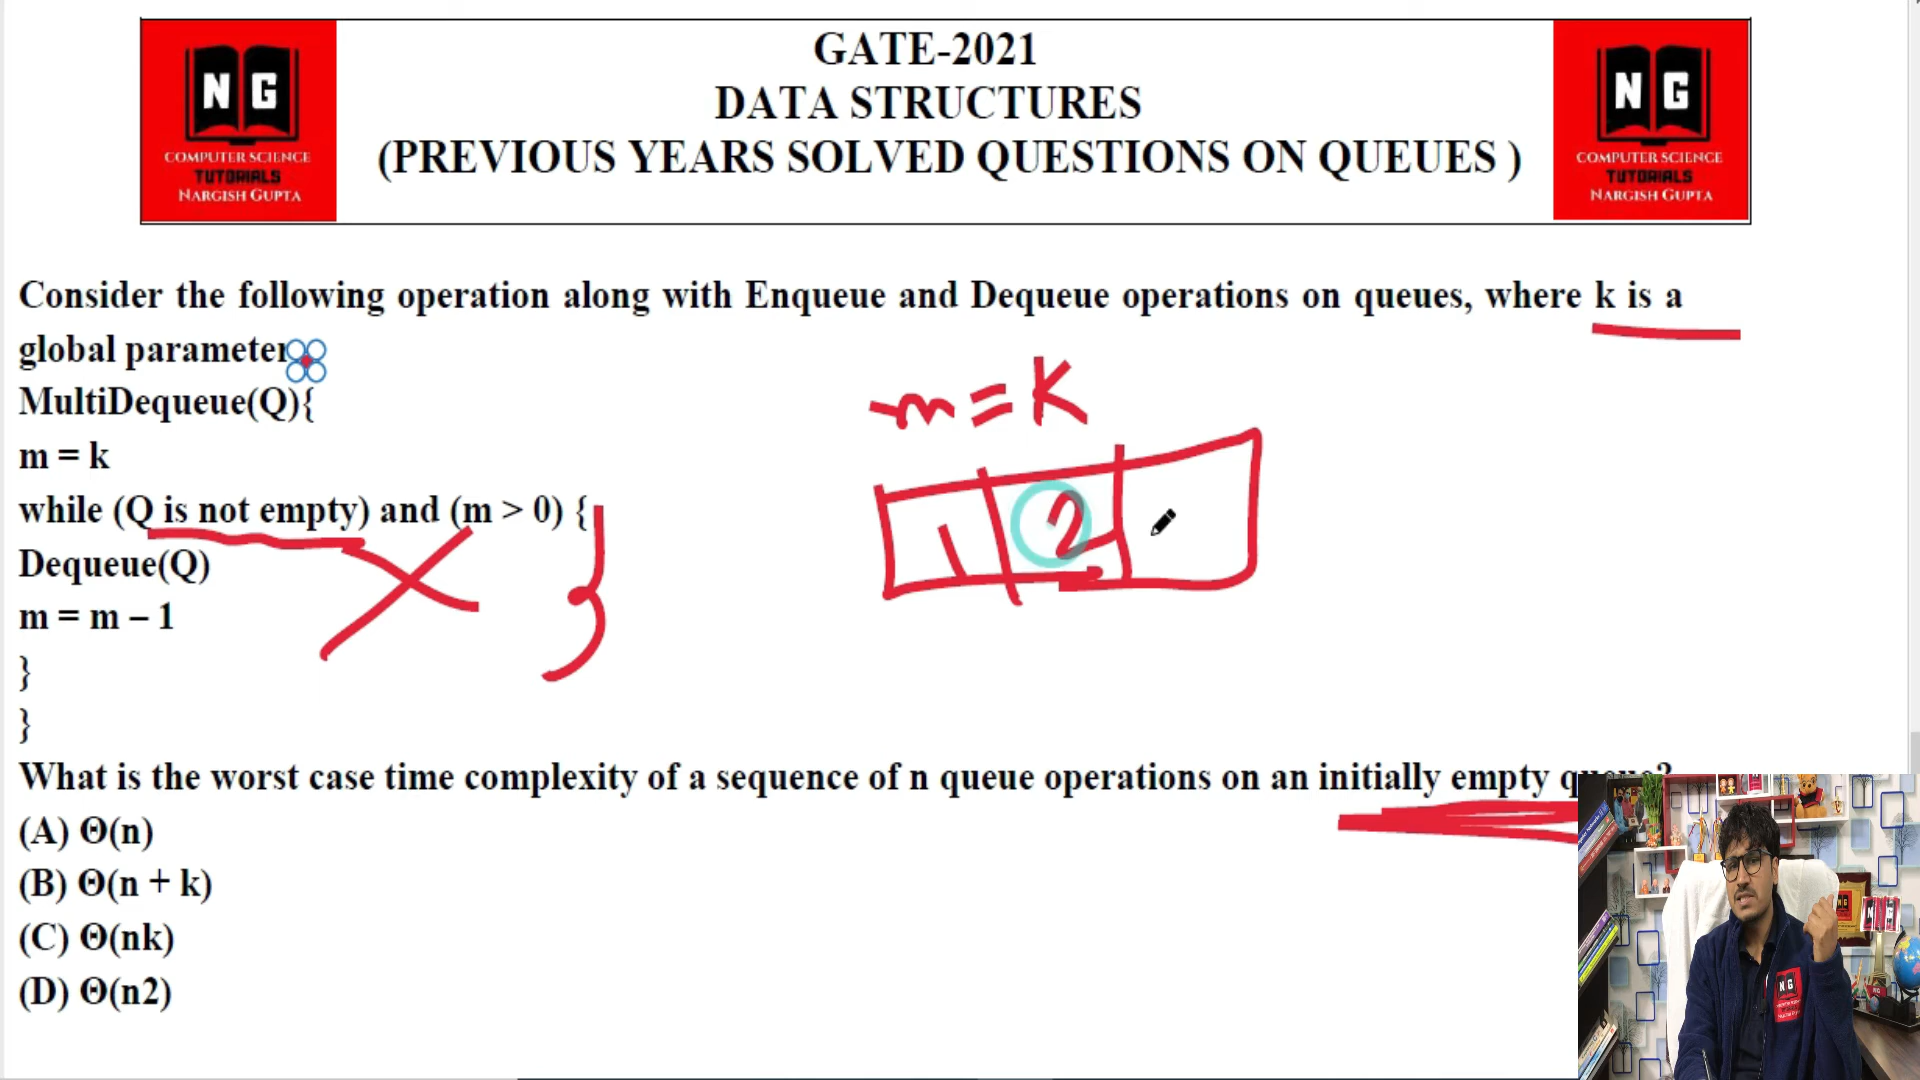 GATE-2021
DATA STRUCTURES
(PREVIOUS YEARS SOLVED QUESTIONS ON QUEUES )
N G
COMPUTER SCIENCE
TUTORIALS
NARGISH GUPTA
N G
COMPUTER SCIENCE
TUTORIALS
NARGISH GUPTA
Consider the following operation along with Enqueue and Dequeue operations on queues, where k is a
global parameter
MultiDequeue(Q){
m = k
while (Q is not empty) and (m > 0) {
Dequeue(Q)
m = m – 1
}
}
m = K
1 2
What is the worst case time complexity of a sequence of n queue operations on an initially empty
(A) Θ(n)
(B) Θ(n + k)
(C) Θ(nk)
(D) Θ(n2)
NG